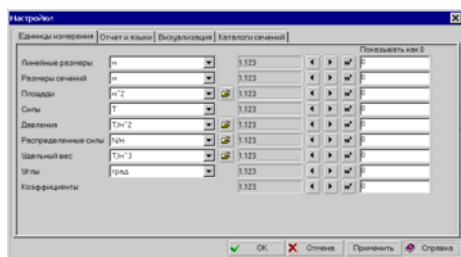 Настройки
Единицы измерения Отчет и языки Визуализация Каталоги сечений
Показывать как 0
Линейные размеры м 1.123 0
Размеры сечений м 1.123 0
Площади м^2 1.123 0
Силы Т 1.123 0
Давления Т/м^2 1.123 0
Распределенные силы N/м 1.123 0
Удельный вес Т/м^3 1.123 0
Углы град 1.123 0
Коэффициенты 1.123 0
OK Отмена Применить Справка